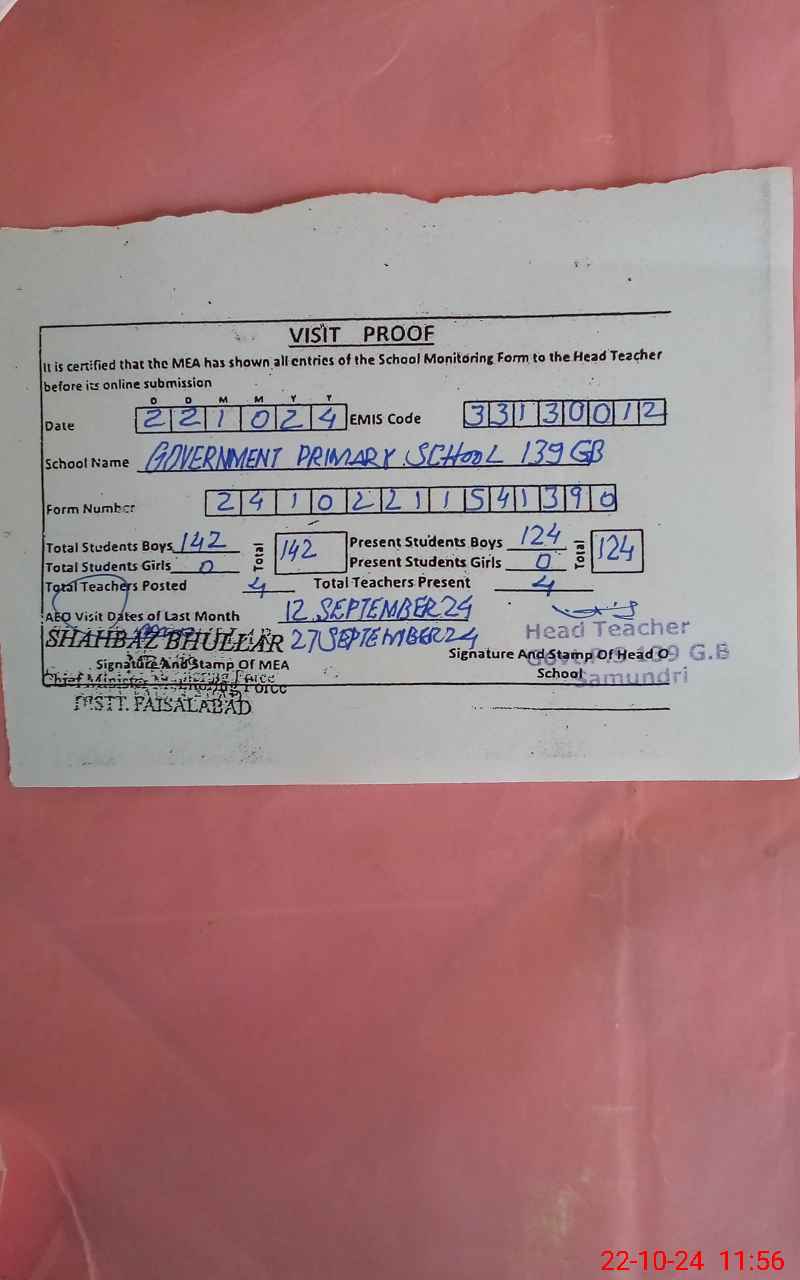 VISIT PROOF
It is certified that the MEA has shown all entries of the School Monitoring Form to the Head Teacher
before its online submission
D D M M Y Y
Date 2 2 1 0 2 4 EMIS Code 3 3 1 3 0 0 1 2
School Name GOVERNMENT PRIMARY SCHOOL 139 GB
Form Number 2 4 1 0 2 2 1 1 5 4 1 3 9 0
Total Students Boys 142 Total 142 Present Students Boys 124 Total 124
Total Students Girls 0 Present Students Girls 0
Total Teachers Posted 4 Total Teachers Present 4
AEO Visit Dates of Last Month 12 SEPTEMBER 24
27 SEPTEMBER 24
SHAHBAZ BHULLAR
Signature And Stamp Of MEA
Chief Minister Monitoring Force
DISTT. FAISALABAD
Head Teacher
Signature And Stamp Of Head O
School
G.B
Samundri
22-10-24 11:56